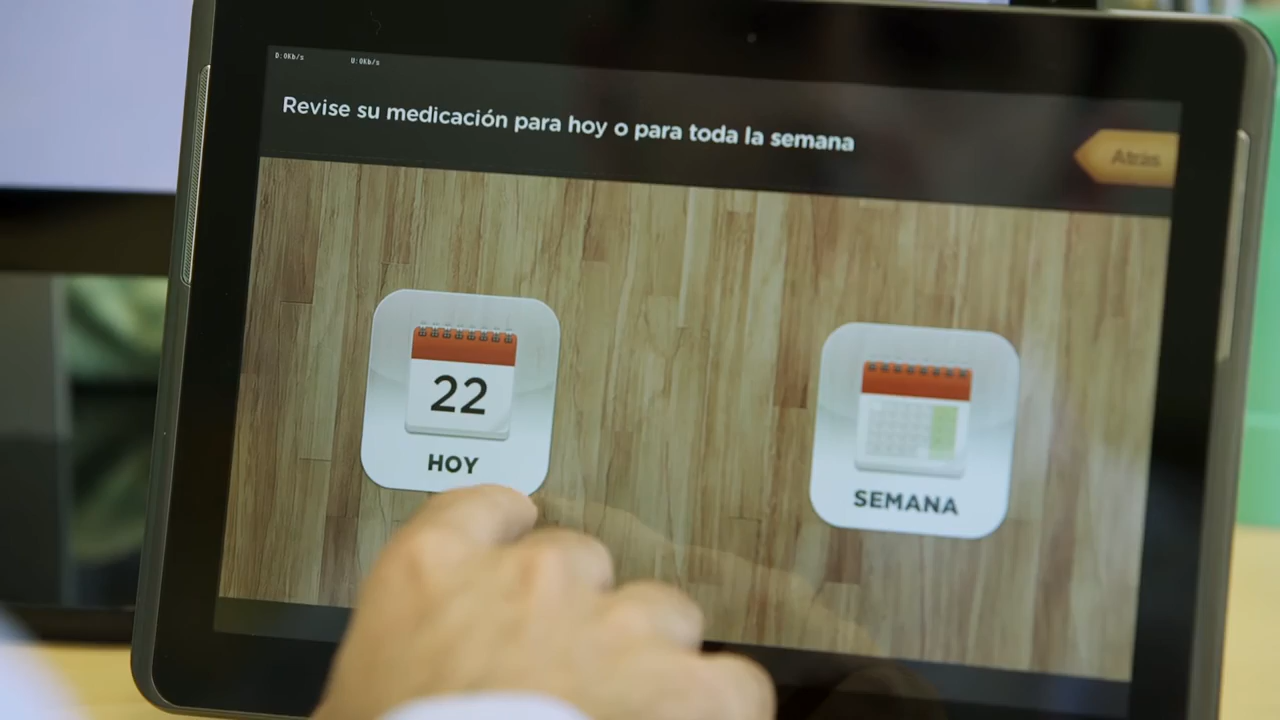 D:0Kb/s U:0Kb/s
Revise su medicación para hoy o para toda la semana
Atrás
22
HOY
SEMANA